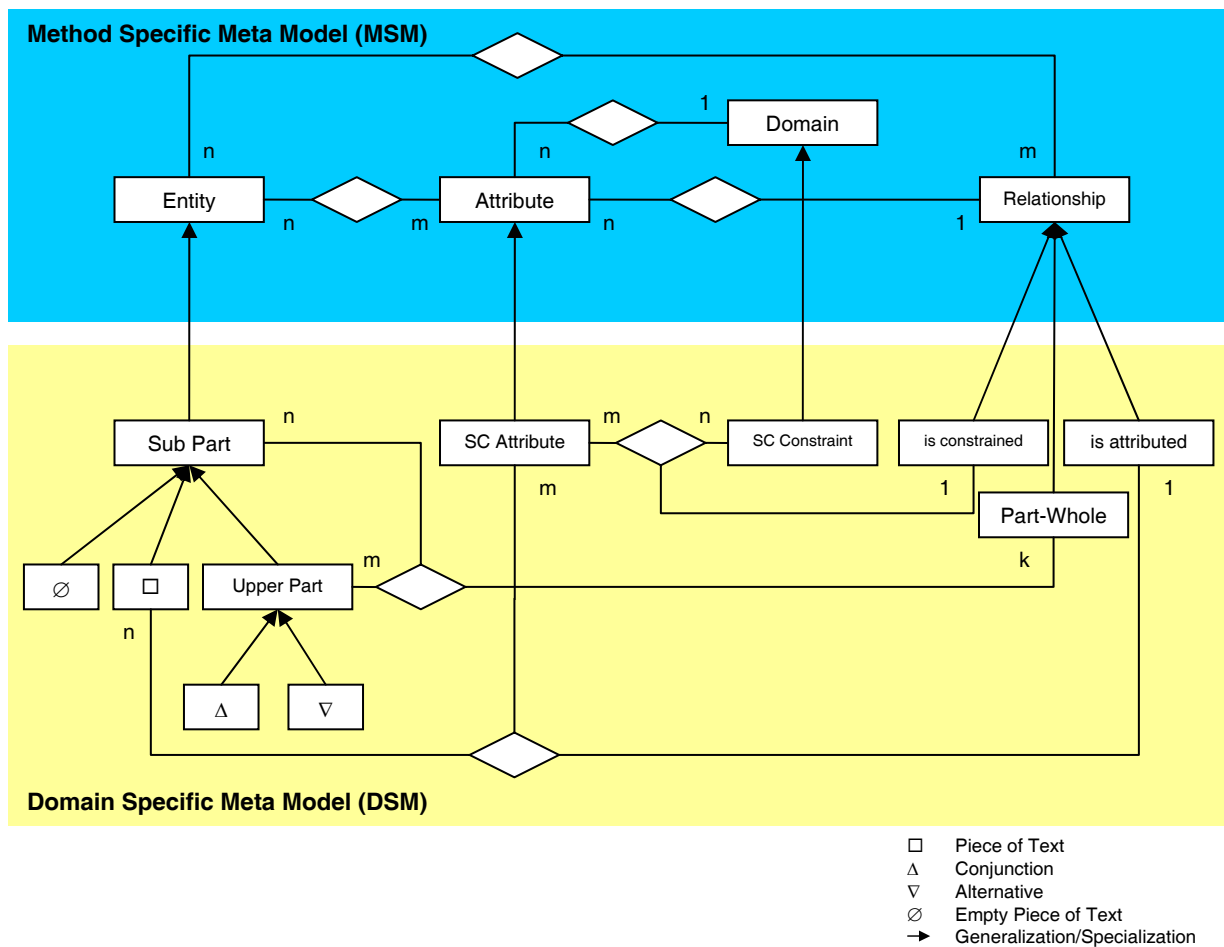 Method Specific Meta Model (MSM)
1
Domain
n
n
m
Entity
n
m
Attribute
n
1
Relationship
n
m
n
Sub Part
SC Attribute
SC Constraint
is constrained
is attributed
m
1
1
Part-Whole
m
k
∅
□
Upper Part
n
Δ
∇
Domain Specific Meta Model (DSM)
□ Piece of Text
Δ Conjunction
∇ Alternative
∅ Empty Piece of Text
→ Generalization/Specialization